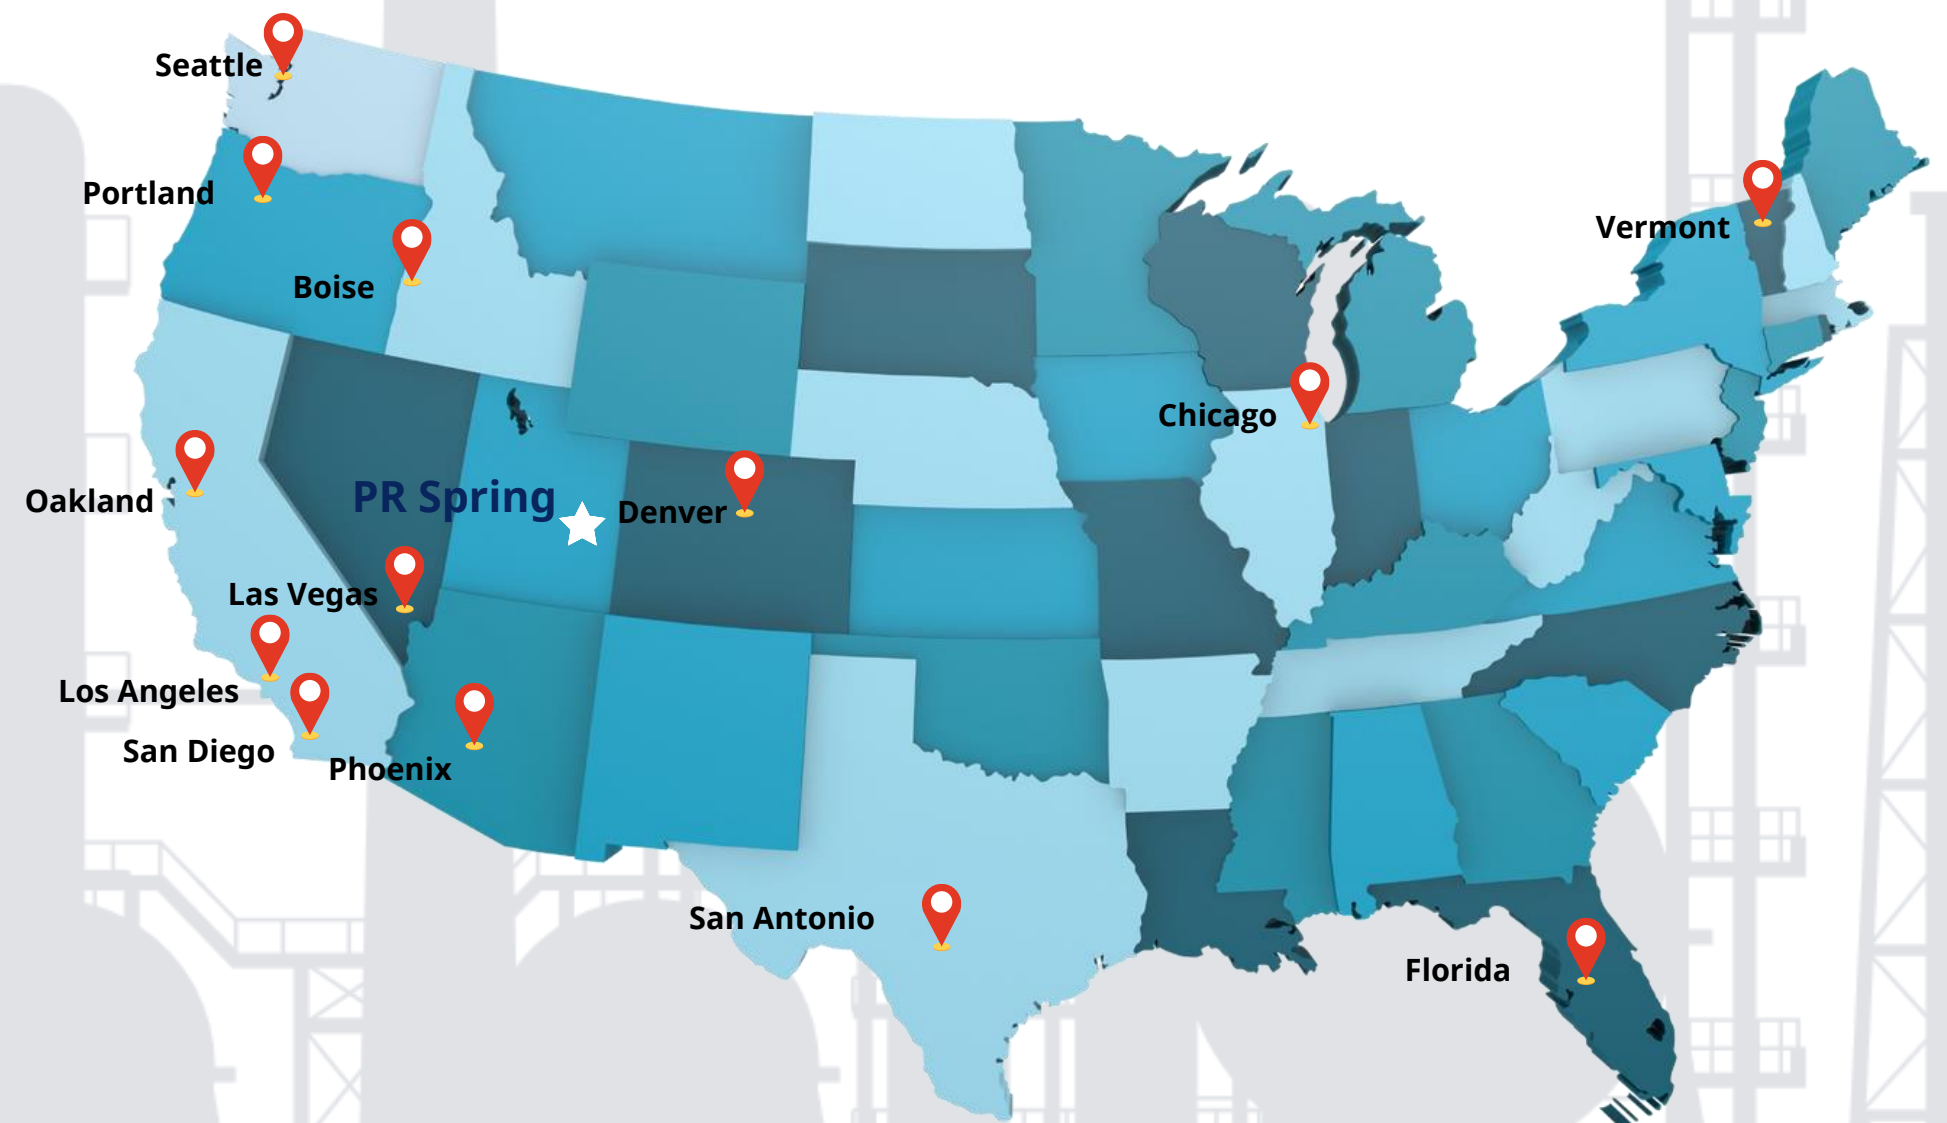 Seattle
Portland
Vermont
Boise
Chicago
PR Spring
Oakland
Denver
Las Vegas
Los Angeles
San Diego
Phoenix
San Antonio
Florida